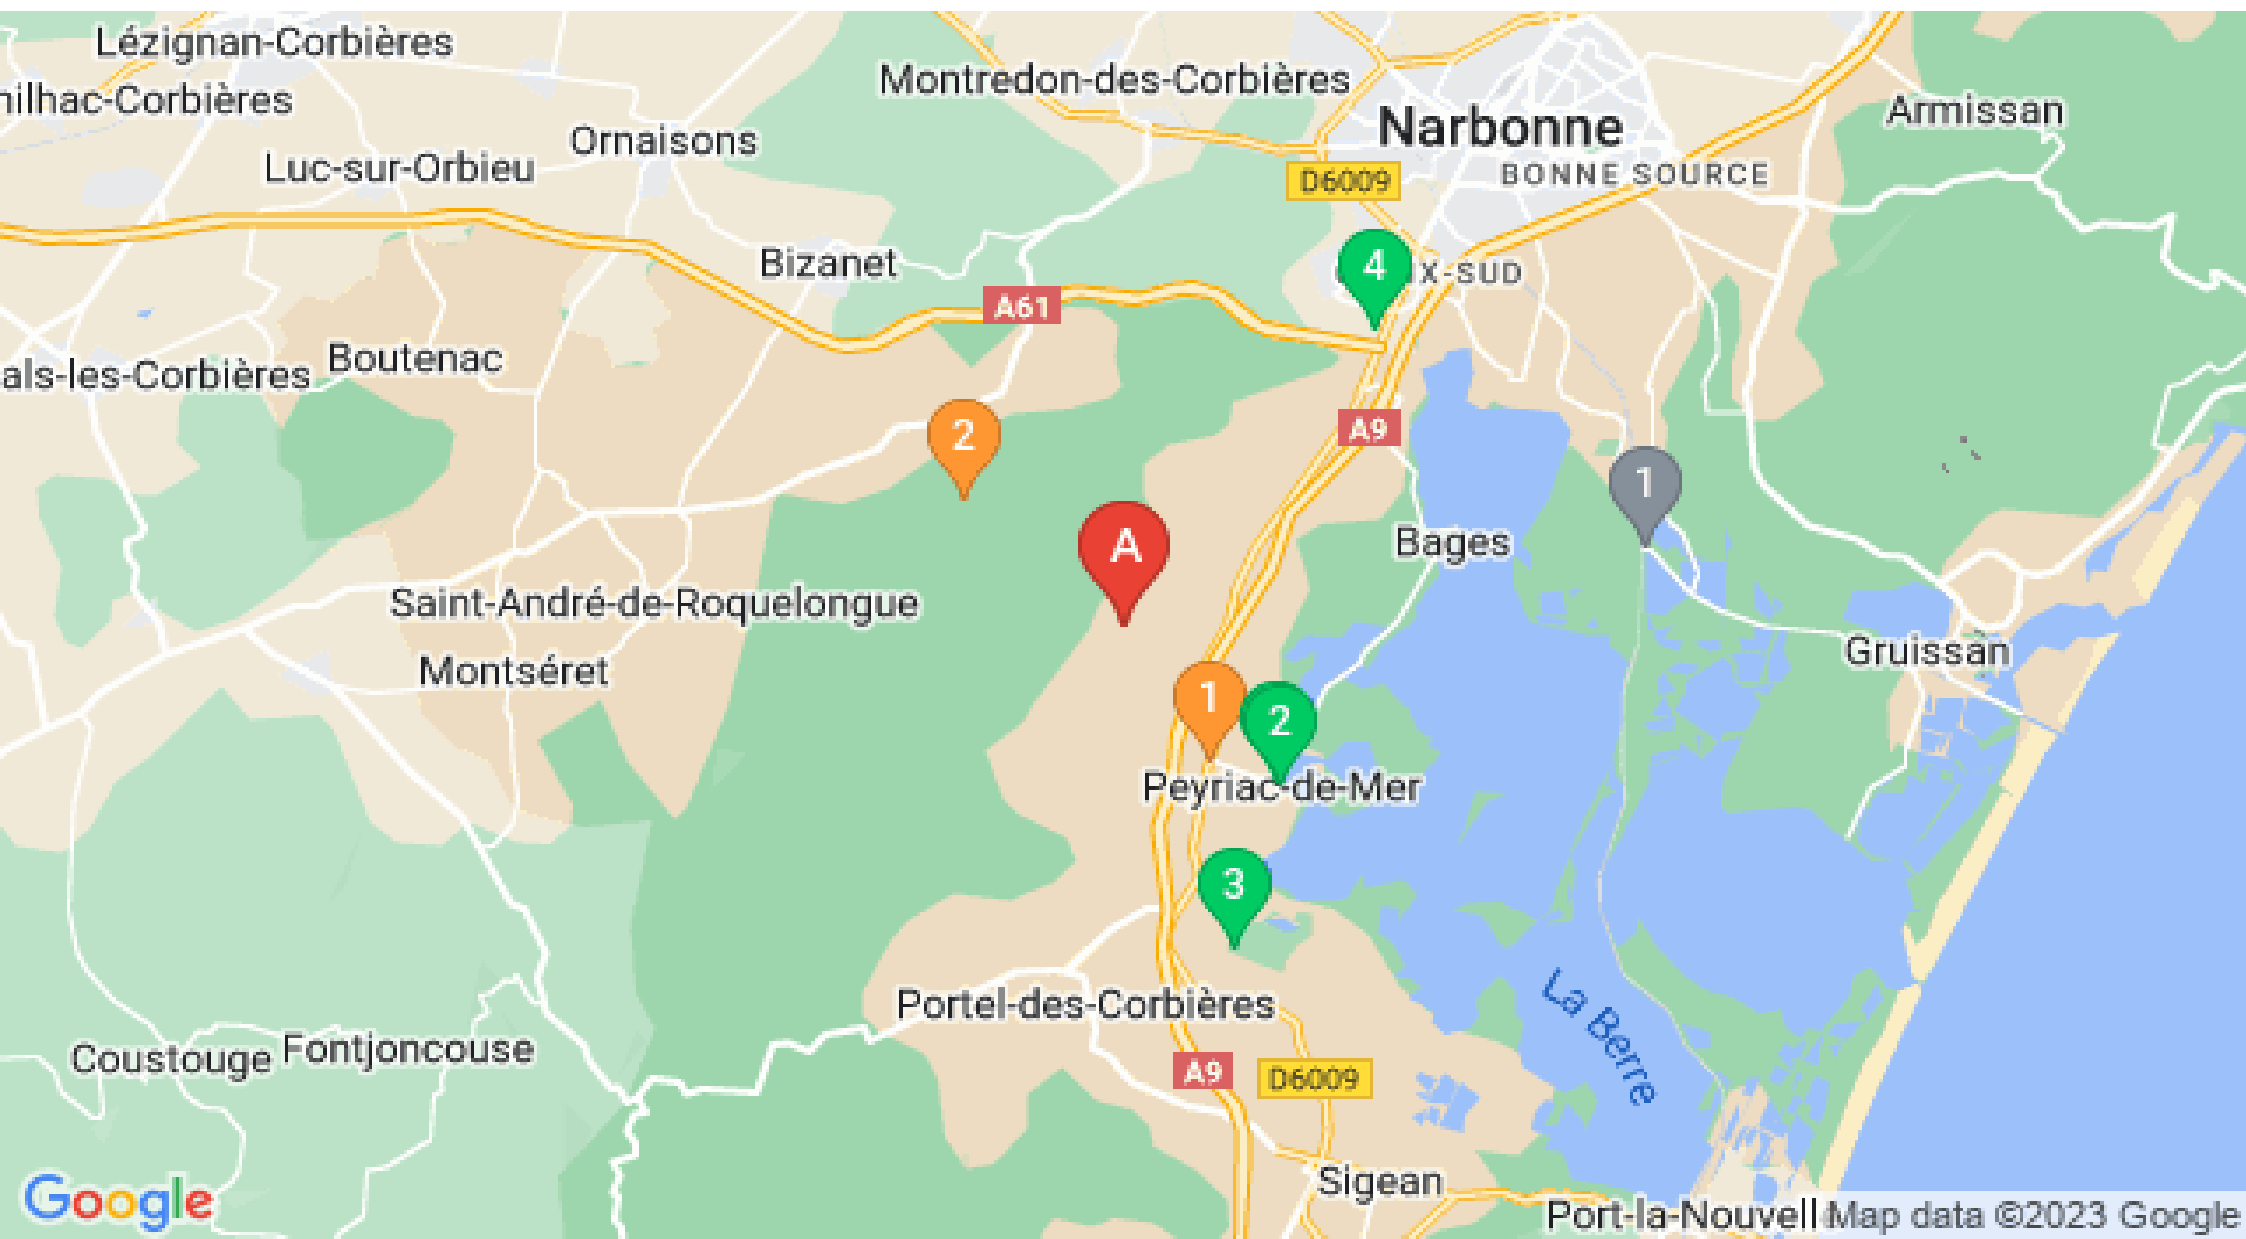 Lézignan-Corbières
Montredon-des-Corbières
nilhac-Corbières
Armissan
Narbonne
Ornaisons
Luc-sur-Orbieu
D6009
BONNE SOURCE
Bizanet
4
X-SUD
A61
Boutenac
als-les-Corbières
2
A9
1
A
Bages
Saint-André-de-Roquelongue
Gruissan
Montséret
1
2
Peyriac-de-Mer
3
La Berre
Portel-des-Corbières
Coustouge
Fontjoncouse
A9
D6009
Sigean
Google
Port-la-Nouvell
Map data ©2023 Google